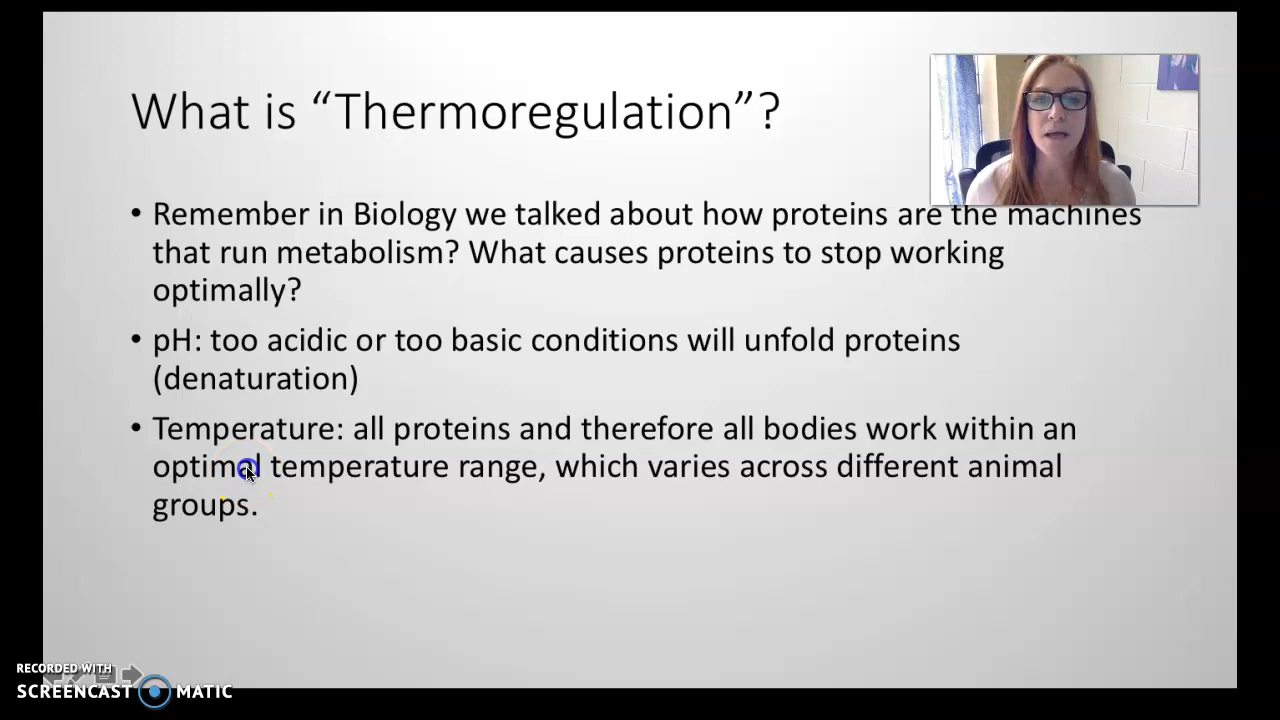 What is “Thermoregulation”?
• Remember in Biology we talked about how proteins are the machines
that run metabolism? What causes proteins to stop working
optimally?
• pH: too acidic or too basic conditions will unfold proteins
(denaturation)
• Temperature: all proteins and therefore all bodies work within an
optimal temperature range, which varies across different animal
groups.
RECORDED WITH
SCREENCAST MATIC